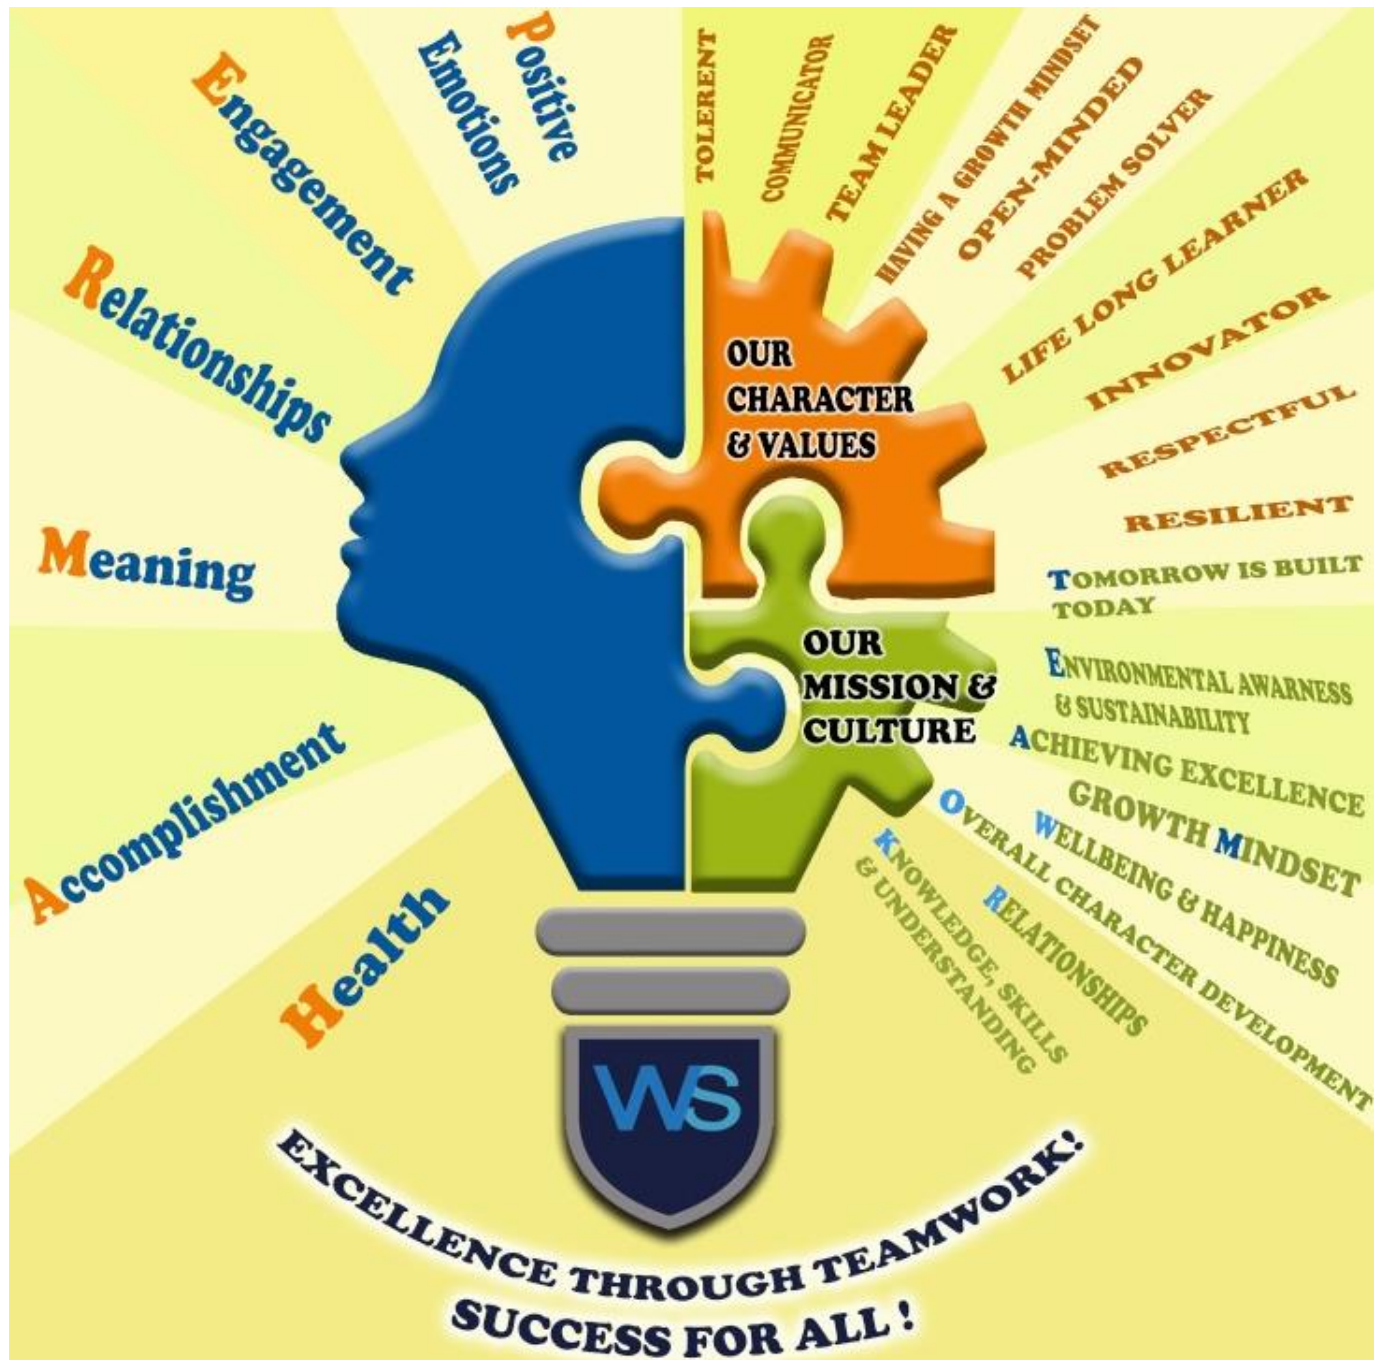 Positive
Emotions
Engagement
Relationships
Meaning
Accomplishment
Health
TOLERENT
COMMUNICATOR
TEAM LEADER
HAVING A GROWTH MINDSET
OPEN-MINDED
PROBLEM SOLVER
LIFE LONG LEARNER
INNOVATOR
RESPECTFUL
RESILIENT
OUR
CHARACTER
& VALUES
OUR
MISSION &
CULTURE
TOMORROW IS BUILT
TODAY
ENVIRONMENTAL AWARNESS
& SUSTAINABILITY
ACHIEVING EXCELLENCE
GROWTH MINDSET
WELLBEING & HAPPINESS
OVERALL CHARACTER DEVELOPMENT
RELATIONSHIPS
KNOWLEDGE, SKILLS
& UNDERSTANDING
WS
EXCELLENCE THROUGH TEAMWORK!
SUCCESS FOR ALL !